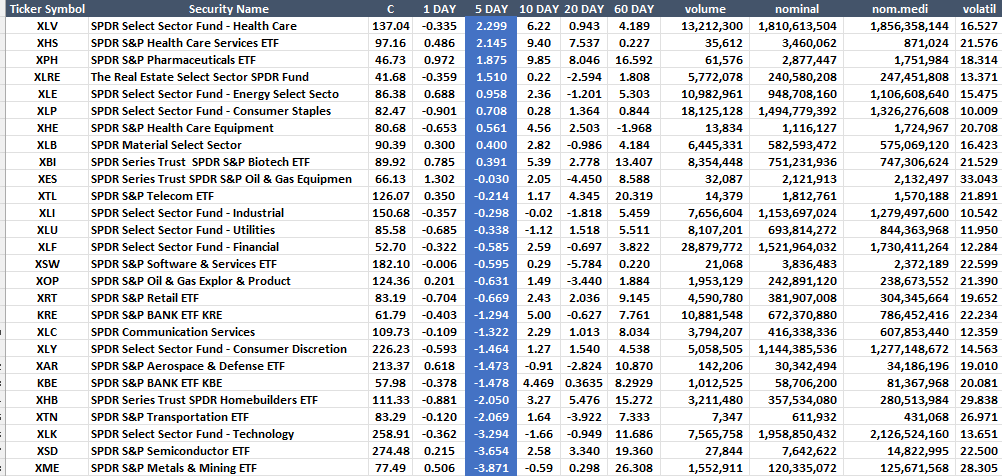 Ticker Symbol Security Name C 1 DAY 5 DAY 10 DAY 20 DAY 60 DAY volume nominal nom.medi volatil
XLV SPDR Select Sector Fund - Health Care 137.04 -0.335 2.299 6.22 0.943 4.189 13,212,300 1,810,613,504 1,856,358,144 16.527
XHS SPDR S&P Health Care Services ETF 97.16 0.486 2.145 9.40 7.537 0.227 35,612 3,460,062 871,024 21.576
XPH SPDR S&P Pharmaceuticals ETF 46.73 0.972 1.875 9.85 8.046 16.592 61,576 2,877,447 1,751,984 18.314
XLRE The Real Estate Select Sector SPDR Fund 41.68 -0.359 1.510 0.22 -2.594 1.808 5,772,078 240,580,208 247,451,808 13.371
XLE SPDR Select Sector Fund - Energy Select Secto 86.38 0.688 0.958 2.36 -1.201 5.303 10,982,961 948,708,160 1,106,608,640 15.475
XLP SPDR Select Sector Fund - Consumer Staples 82.47 -0.901 0.708 0.28 1.364 0.844 18,125,128 1,494,779,392 1,326,276,608 10.009
XHE SPDR S&P Health Care Equipment 80.68 -0.653 0.561 4.56 2.503 -1.968 13,834 1,116,127 1,724,967 20.708
XLB SPDR Material Select Sector 90.39 0.300 0.400 2.82 -0.986 4.184 6,445,331 582,593,472 575,069,120 16.423
XBI SPDR Series Trust SPDR S&P Biotech ETF 89.92 0.785 0.391 5.39 2.778 13.407 8,354,448 751,231,936 747,306,624 21.529
XES SPDR Series Trust SPDR S&P Oil & Gas Equipmen 66.13 1.302 -0.030 2.05 -4.450 8.588 32,087 2,121,913 2,132,497 33.043
XTL SPDR S&P Telecom ETF 126.07 0.350 -0.214 1.17 4.345 20.319 14,379 1,812,761 1,570,188 21.891
XLI SPDR Select Sector Fund - Industrial 150.68 -0.357 -0.298 -0.02 -1.818 5.459 7,656,604 1,153,697,024 1,279,497,600 10.542
XLU SPDR Select Sector Fund - Utilities 85.58 -0.685 -0.338 -1.12 1.518 5.511 8,107,201 693,814,272 844,363,968 11.950
XLF SPDR Select Sector Fund - Financial 52.70 -0.322 -0.585 2.59 -0.697 3.822 28,879,772 1,521,964,032 1,730,411,264 12.284
XSW SPDR S&P Software & Services ETF 182.10 -0.006 -0.595 0.29 -5.784 0.220 21,068 3,836,483 2,372,189 22.599
XOP SPDR S&P Oil & Gas Explor & Product 124.36 0.201 -0.631 1.49 -3.440 1.884 1,953,129 242,891,120 238,673,552 21.390
XRT SPDR S&P Retail ETF 83.19 -0.704 -0.669 2.43 2.036 9.145 4,590,780 381,907,008 304,345,664 19.652
KRE SPDR S&P BANK ETF KRE 61.79 -0.403 -1.294 5.00 -0.627 7.761 10,881,548 672,370,880 786,452,416 22.234
XLC SPDR Communication Services 109.73 -0.109 -1.322 2.29 1.013 8.034 3,794,207 416,338,336 607,853,440 12.359
XLY SPDR Select Sector Fund - Consumer Discretion 226.23 -0.593 -1.464 1.27 1.540 4.538 5,058,505 1,144,385,536 1,277,148,672 14.563
XAR SPDR S&P Aerospace & Defense ETF 213.37 0.618 -1.473 -0.91 -2.824 10.870 142,206 30,342,494 34,186,196 19.010
KBE SPDR S&P BANK ETF KBE 57.98 -0.378 -1.478 4.469 0.3635 8.2929 1,012,525 58,706,200 81,367,968 20.081
XHB SPDR Series Trust SPDR Homebuilders ETF 111.33 -0.881 -2.050 3.27 5.476 15.272 3,211,480 357,534,080 280,513,984 29.838
XTN SPDR S&P Transportation ETF 83.29 -0.120 -2.069 1.64 -3.922 7.333 7,347 611,932 431,068 26.971
XLK SPDR Select Sector Fund - Technology 258.91 -0.362 -3.294 -1.66 -0.949 11.686 7,565,758 1,958,850,432 2,126,524,160 13.651
XSD SPDR S&P Semiconductor ETF 274.48 0.215 -3.654 2.58 3.340 19.360 27,844 7,642,622 14,822,995 22.500
XME SPDR S&P Metals & Mining ETF 77.49 0.506 -3.871 -0.59 0.298 26.308 1,552,911 120,335,072 125,671,568 28.301